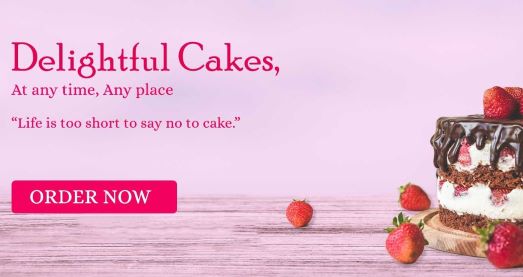 Delightful Cakes,
At any time, Any place
“Life is too short to say no to cake.”
ORDER NOW